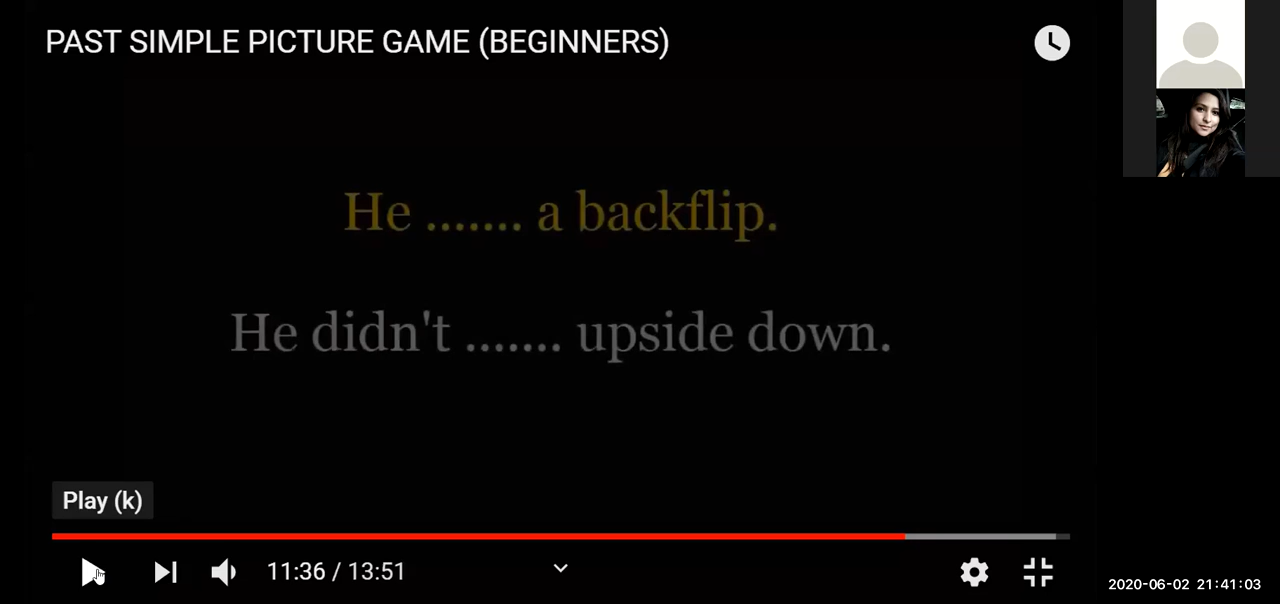 PAST SIMPLE PICTURE GAME (BEGINNERS)
He ....... a backflip.
He didn't ....... upside down.
Play (k)
11:36 / 13:51
2020-06-02 21:41:03